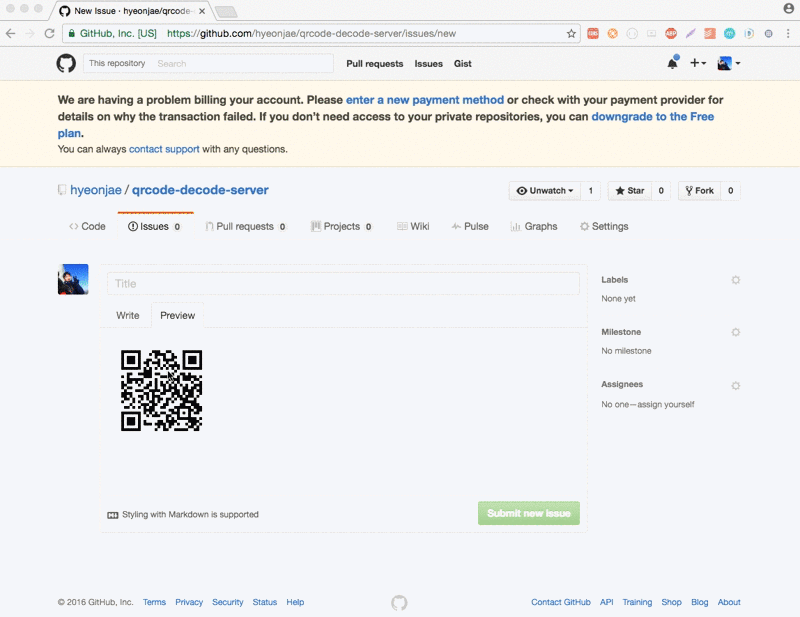 New Issue · hyeonjae/qrcode-
GitHub, Inc. [US] https://github.com/hyeonjae/qrcode-decode-server/issues/new
This repository Search Pull requests Issues Gist
We are having a problem billing your account. Please enter a new payment method or check with your payment provider for
details on why the transaction failed. If you don't need access to your private repositories, you can downgrade to the Free
plan.
You can always contact support with any questions.
hyeonjae / qrcode-decode-server Unwatch 1 Star 0 Fork 0
Code Issues 0 Pull requests 0 Projects 0 Wiki Pulse Graphs Settings
Title
Write Preview
Labels
None yet
Milestone
No milestone
Assignees
No one—assign yourself
Styling with Markdown is supported
Submit new issue
© 2016 GitHub, Inc. Terms Privacy Security Status Help Contact GitHub API Training Shop Blog About